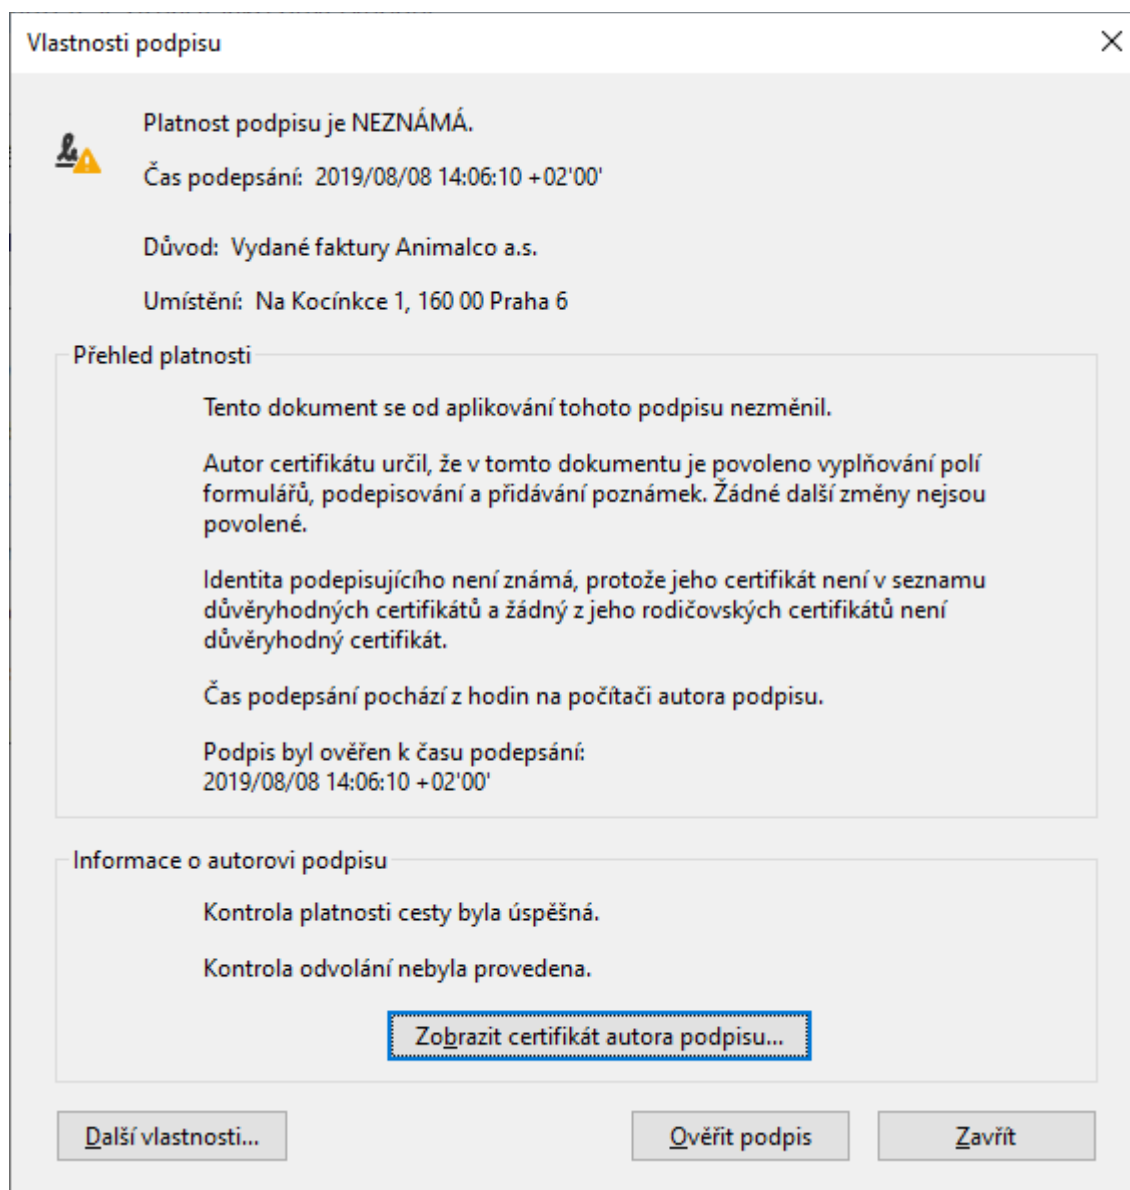 Vlastnosti podpisu
Platnost podpisu je NEZNÁMÁ.
Čas podepsání:  2019/08/08 14:06:10 +02'00'
Důvod:  Vydané faktury Animalco a.s.
Umístění:  Na Kocínkce 1, 160 00 Praha 6
Přehled platnosti
Tento dokument se od aplikování tohoto podpisu nezměnil.
Autor certifikátu určil, že v tomto dokumentu je povoleno vyplňování polí
formulářů, podepisování a přidávání poznámek. Žádné další změny nejsou
povolené.
Identita podepisujícího není známá, protože jeho certifikát není v seznamu
důvěryhodných certifikátů a žádný z jeho rodičovských certifikátů není
důvěryhodný certifikát.
Čas podepsání pochází z hodin na počítači autora podpisu.
Podpis byl ověřen k času podepsání:
2019/08/08 14:06:10 +02'00'
Informace o autorovi podpisu
Kontrola platnosti cesty byla úspěšná.
Kontrola odvolání nebyla provedena.
Zobrazit certifikát autora podpisu...
Další vlastnosti...
Ověřit podpis
Zavřít